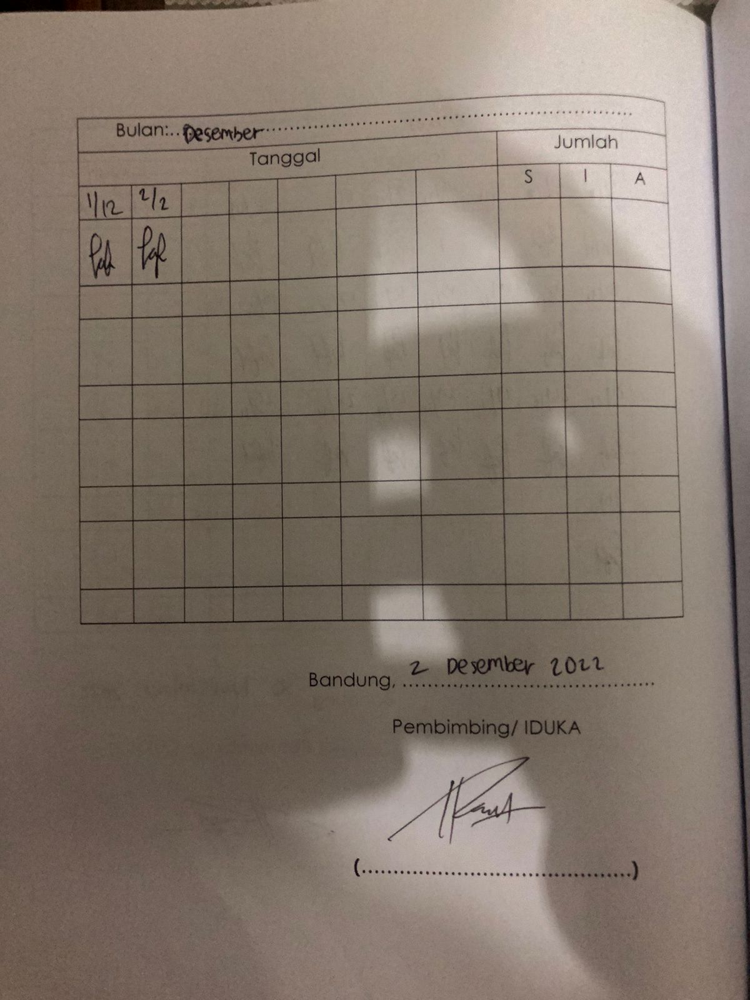 Bulan:..Desember......................................................
Tanggal
Jumlah
S I A
1/12 2/2
Bandung, 2 Desember 2022
Pembimbing/ IDUKA
(............................................)